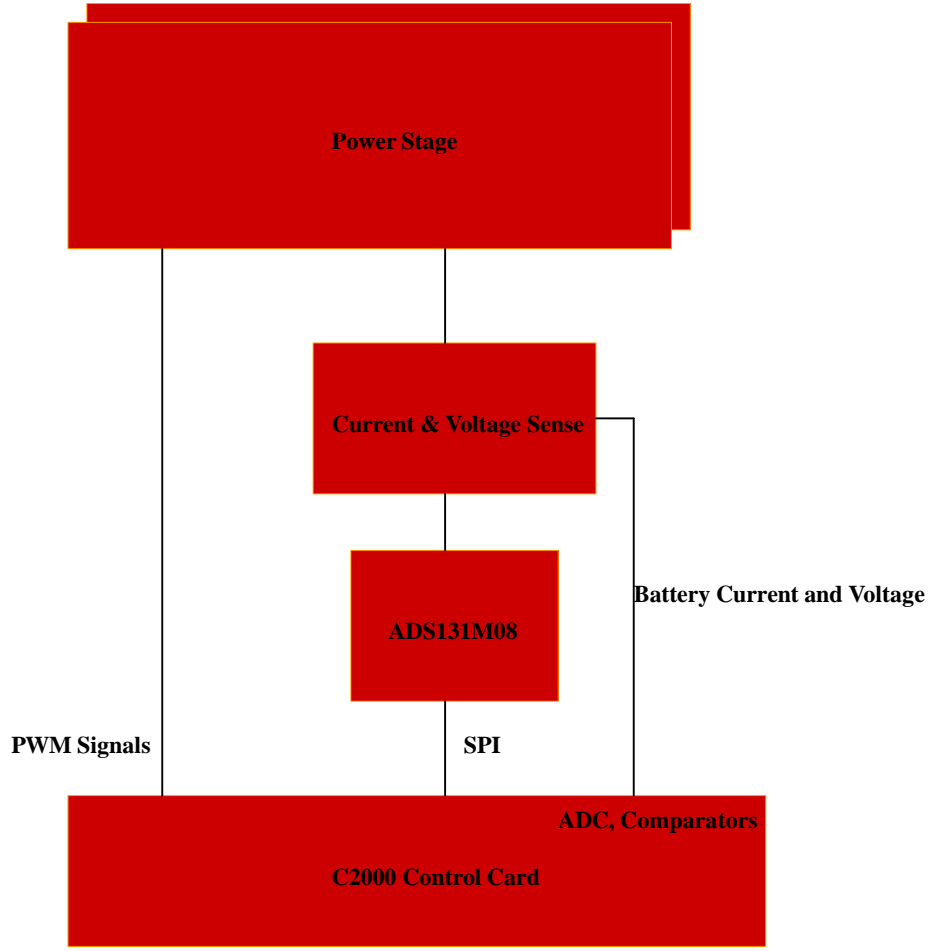 Power Stage
Current & Voltage Sense
Battery Current and Voltage
ADS131M08
PWM Signals
SPI
ADC, Comparators
C2000 Control Card